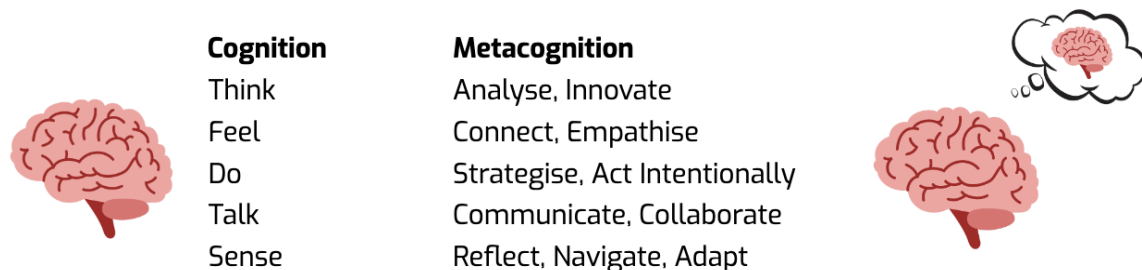 Cognition Metacognition
Think Analyse, Innovate
Feel Connect, Empathise
Do Strategise, Act Intentionally
Talk Communicate, Collaborate
Sense Reflect, Navigate, Adapt